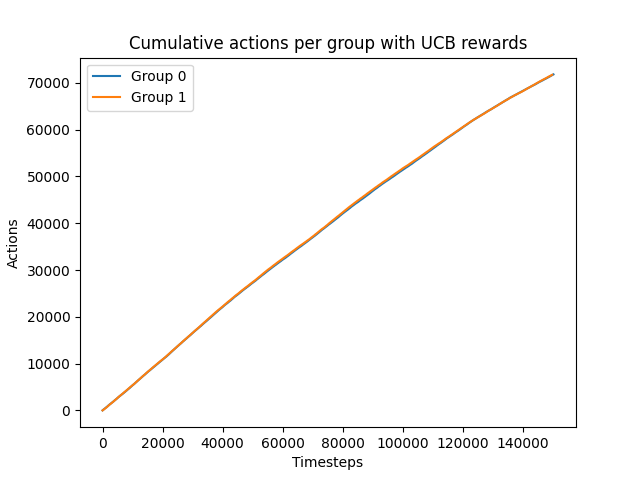 Cumulative actions per group with UCB rewards
Group 0
Group 1
70000
60000
50000
40000
30000
20000
10000
0
Actions
0 20000 40000 60000 80000 100000 120000 140000
Timesteps